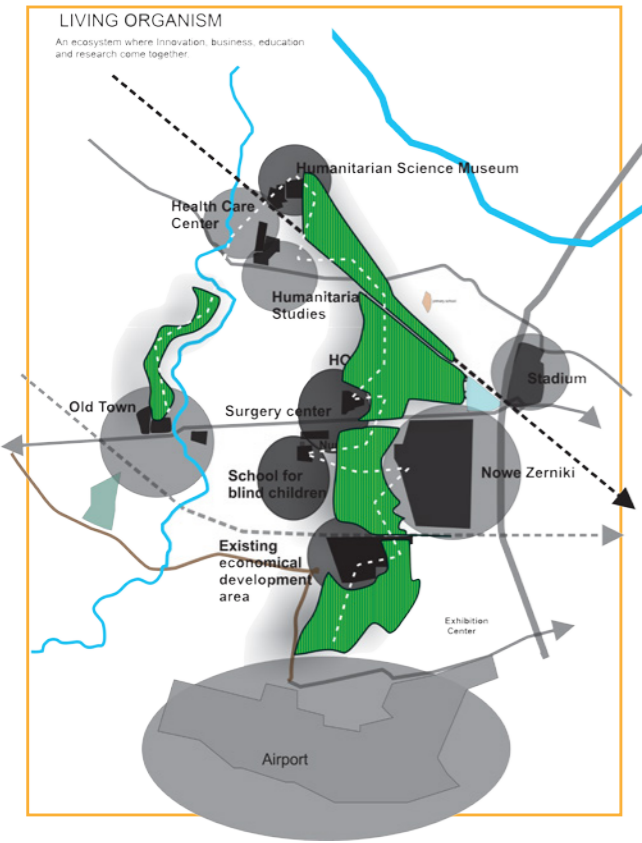 LIVING ORGANISM
An ecosystem where Innovation, business, education
and research come together.
Humanitarian Science Museum
Health Care
Center
Humanitaria
Studies
HO
Stadium
Old Town
Surgery center
Nu
School for
blind children
Nowe Zerniki
Existing
economical
development
area
Exhibition
Center
Airport